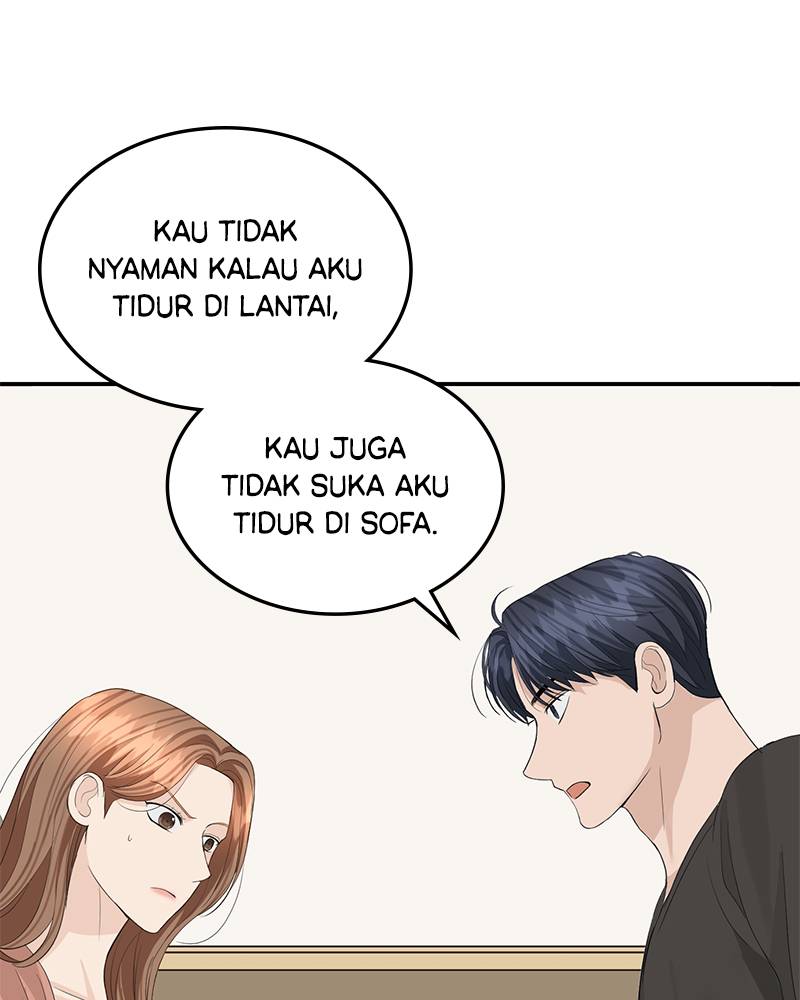 KAU TIDAK
NYAMAN KALAU AKU
TIDUR DI LANTAI,
KAU JUGA
TIDAK SUKA AKU
TIDUR DI SOFA.